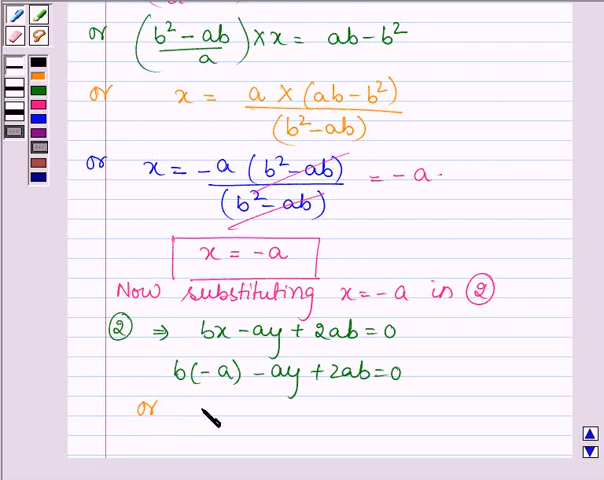 or (b² - ab / a) × x = ab - b²
or x = a × (ab - b²) / (b² - ab)
or x = -a (b² - ab) / (b² - ab) = -a.
x = -a
Now substituting x = -a in ②
② ⇒ bx - ay + 2ab = 0
b(-a) - ay + 2ab = 0
or